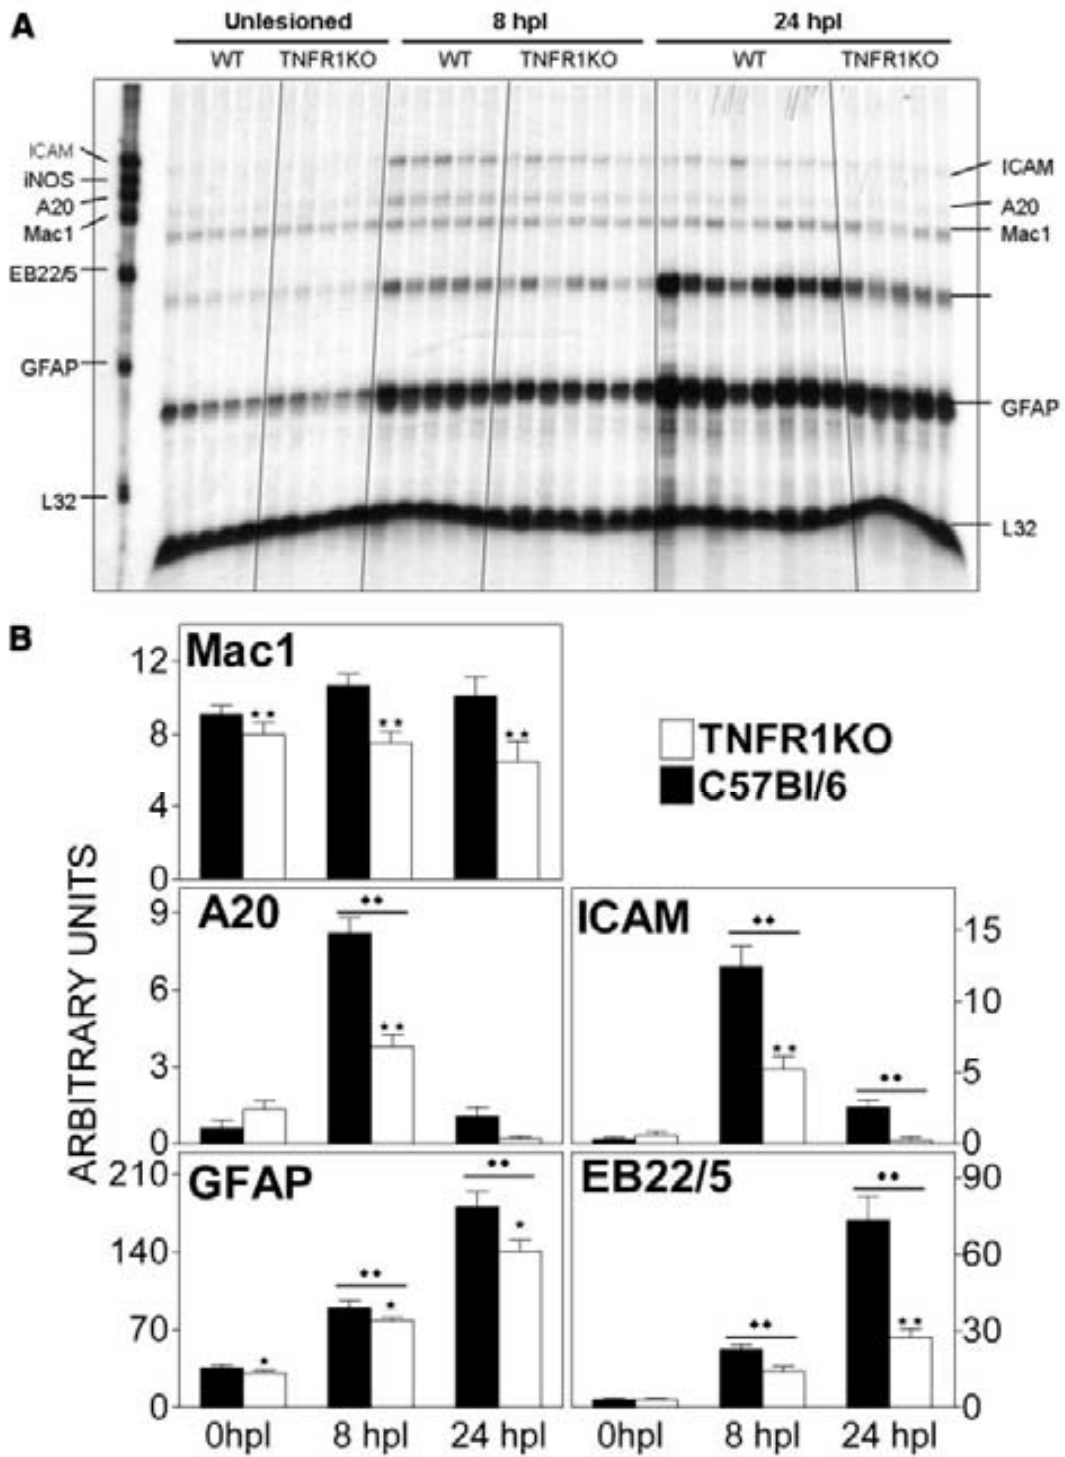 A
Unlesioned 8 hpl 24 hpl
WT TNFR1KO WT TNFR1KO WT TNFR1KO
ICAM
iNOS
A20
Mac1
EB22/5
GFAP
L32
ICAM
A20
Mac1
GFAP
L32
B
ARBITRARY UNITS
Mac1
12
8
4
0
** ** **
TNFR1KO
C57Bl/6
A20
9
6
3
0
◆◆
**
ICAM
15
10
5
0
◆◆
**
◆◆
GFAP
210
140
70
0
*
◆◆
*
◆◆
*
EB22/5
90
60
30
0
◆◆
◆◆
**
0hpl 8 hpl 24 hpl 0hpl 8 hpl 24 hpl